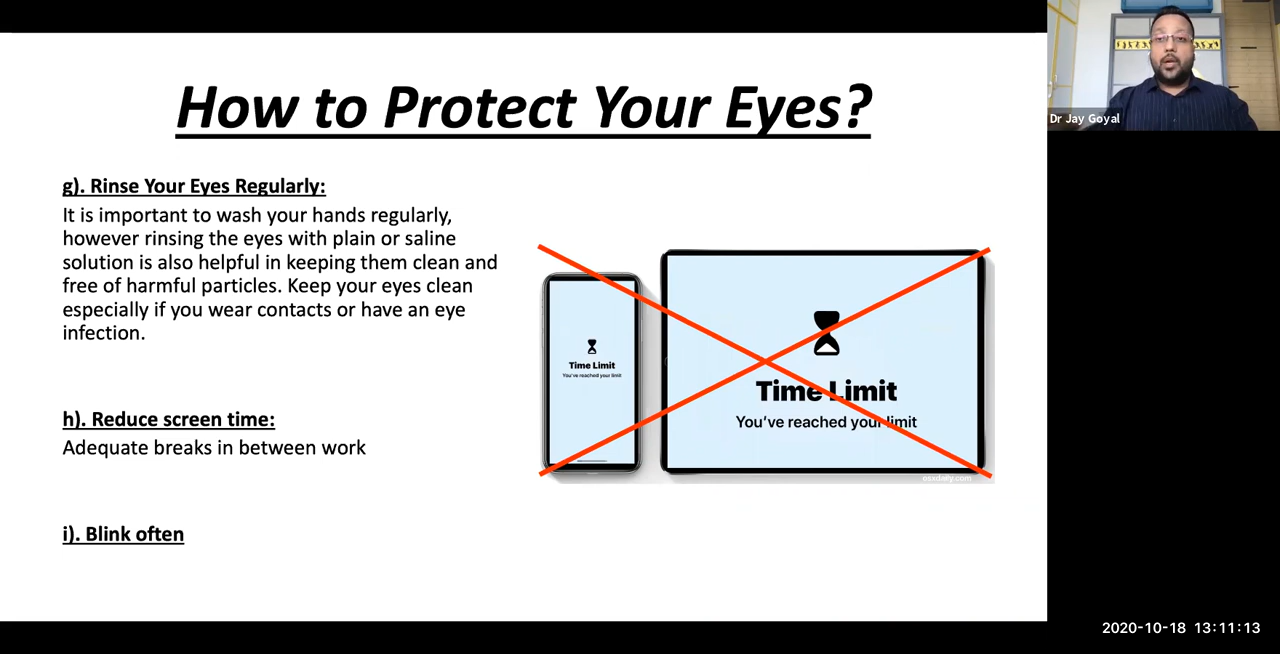 How to Protect Your Eyes?
Dr Jay Goyal
g). Rinse Your Eyes Regularly:
It is important to wash your hands regularly,
however rinsing the eyes with plain or saline
solution is also helpful in keeping them clean and
free of harmful particles. Keep your eyes clean
especially if you wear contacts or have an eye
infection.
h). Reduce screen time:
Adequate breaks in between work
i). Blink often
Time Limit
You've reached your limit
Time Limit
You've reached your limit
osxdaily.com
2020-10-18 13:11:13